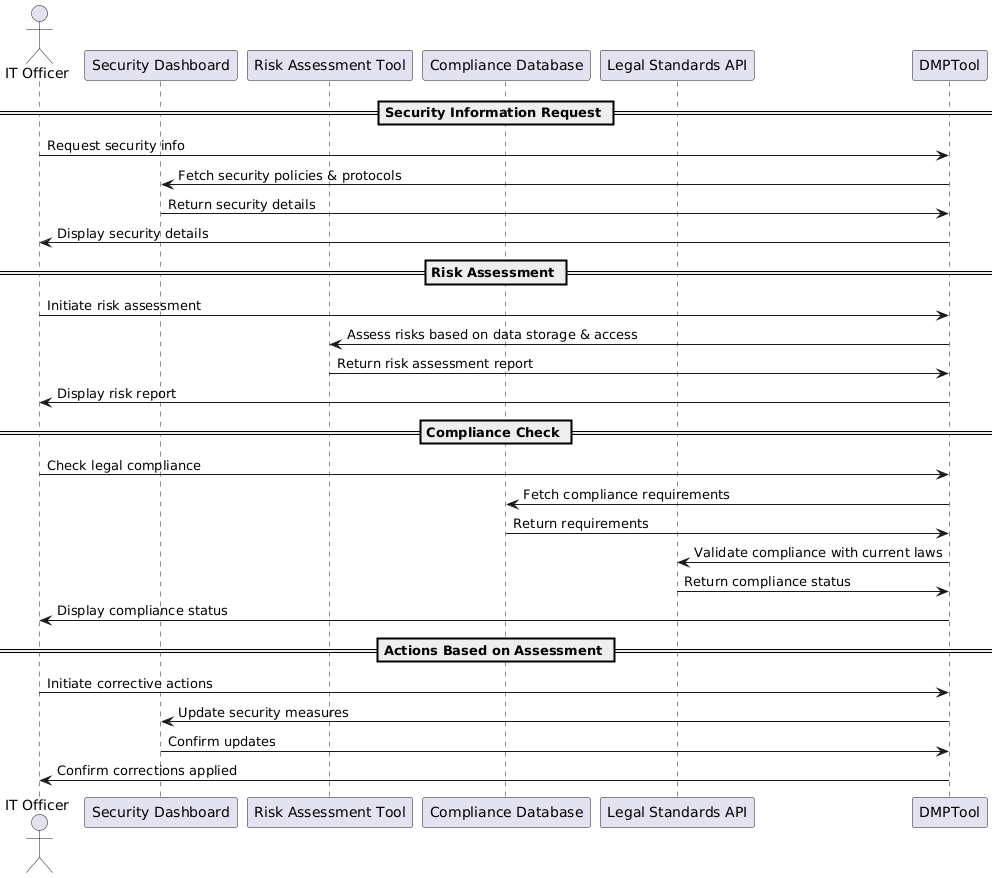 IT Officer
Security Dashboard
Risk Assessment Tool
Compliance Database
Legal Standards API
DMPTool
Security Information Request
Request security info
Fetch security policies & protocols
Return security details
Display security details
Risk Assessment
Initiate risk assessment
Assess risks based on data storage & access
Return risk assessment report
Display risk report
Compliance Check
Check legal compliance
Fetch compliance requirements
Return requirements
Validate compliance with current laws
Return compliance status
Display compliance status
Actions Based on Assessment
Initiate corrective actions
Update security measures
Confirm updates
Confirm corrections applied
IT Officer
Security Dashboard
Risk Assessment Tool
Compliance Database
Legal Standards API
DMPTool